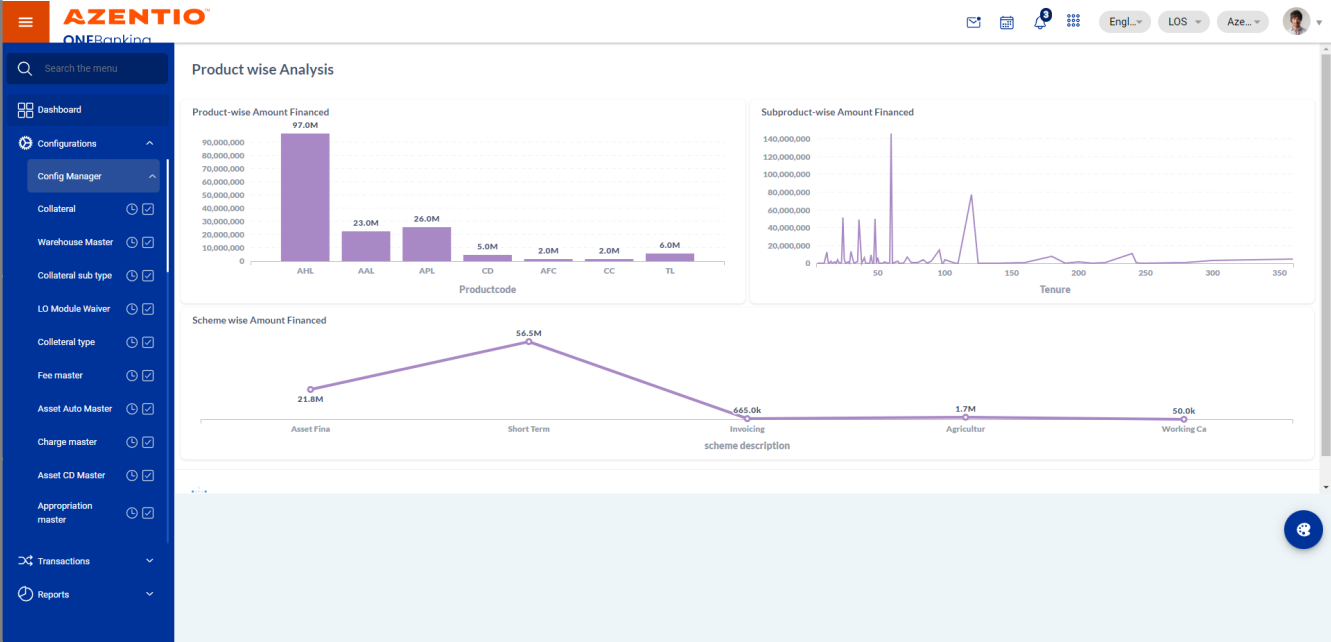 AZENTIO
ONEBanking
3
Engl...
LOS
Aze...
Search the menu
Dashboard
Configurations
Config Manager
Collateral
Warehouse Master
Collateral sub type
LO Module Waiver
Colleteral type
Fee master
Asset Auto Master
Charge master
Asset CD Master
Appropriation
master
Transactions
Reports
Product wise Analysis
Product-wise Amount Financed
97.0M
90,000,000
80,000,000
70,000,000
60,000,000
50,000,000
40,000,000
30,000,000
20,000,000
10,000,000
0
23.0M
26.0M
5.0M
2.0M
2.0M
6.0M
AHL
AAL
APL
CD
AFC
CC
TL
Productcode
Subproduct-wise Amount Financed
140,000,000
120,000,000
100,000,000
80,000,000
60,000,000
40,000,000
20,000,000
0
50
100
150
200
250
300
350
Tenure
Scheme wise Amount Financed
21.8M
56.5M
665.0k
1.7M
50.0k
Asset Fina
Short Term
Invoicing
Agricultur
Working Ca
scheme description